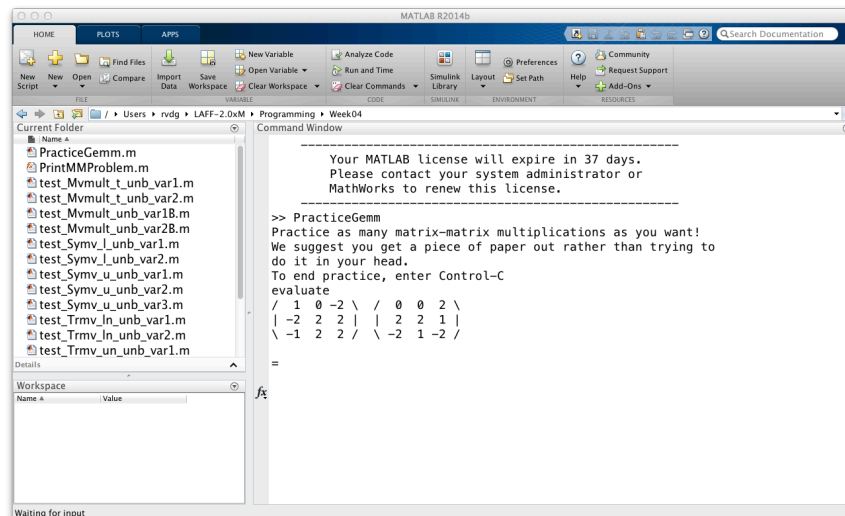 MATLAB R2014b
HOME PLOTS APPS
Search Documentation
New Script
New
Open
Find Files
Compare
Import Data
Save Workspace
New Variable
Open Variable
Clear Workspace
Analyze Code
Run and Time
Clear Commands
Simulink Library
Layout
Preferences
Set Path
Help
Community
Request Support
Add-Ons
FILE VARIABLE CODE SIMULINK ENVIRONMENT RESOURCES
/ Users rvdg LAFF-2.0xM Programming Week04
Current Folder
Name
PracticeGemm.m
PrintMMProblem.m
test_Mvmult_t_unb_var1.m
test_Mvmult_t_unb_var2.m
test_Mvmult_unb_var1B.m
test_Mvmult_unb_var2B.m
test_Symv_l_unb_var1.m
test_Symv_l_unb_var2.m
test_Symv_u_unb_var1.m
test_Symv_u_unb_var2.m
test_Symv_u_unb_var3.m
test_Trmv_ln_unb_var1.m
test_Trmv_ln_unb_var2.m
test_Trmv_un_unb_var1.m
Details
Workspace
Name Value
Command Window
----------------------------------------------------
Your MATLAB license will expire in 37 days.
Please contact your system administrator or
MathWorks to renew this license.
----------------------------------------------------
>> PracticeGemm
Practice as many matrix-matrix multiplications as you want!
We suggest you get a piece of paper out rather than trying to
do it in your head.
To end practice, enter Control-C
evaluate
/  1  0 -2 \  /  0  0  2 \
| -2  2  2 |  |  2  2  1 |
\ -1  2  2 /  \ -2  1 -2 /
=
fx
Waiting for input